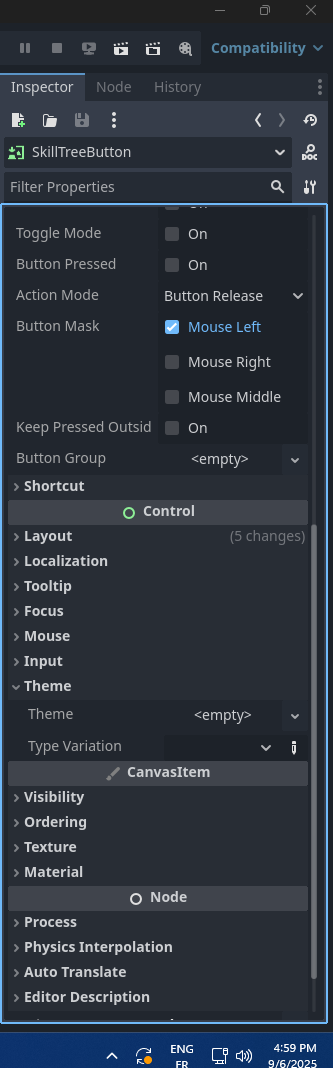 Compatibility
Inspector Node History
SkillTreeButton
DOC
Filter Properties
Toggle Mode On
Button Pressed On
Action Mode Button Release
Button Mask Mouse Left
Mouse Right
Mouse Middle
Keep Pressed Outsid On
Button Group <empty>
Shortcut
Control
Layout (5 changes)
Localization
Tooltip
Focus
Mouse
Input
Theme
Theme <empty>
Type Variation
CanvasItem
Visibility
Ordering
Texture
Material
Node
Process
Physics Interpolation
Auto Translate
Editor Description
ENG 4:59 PM
FR 9/6/2025